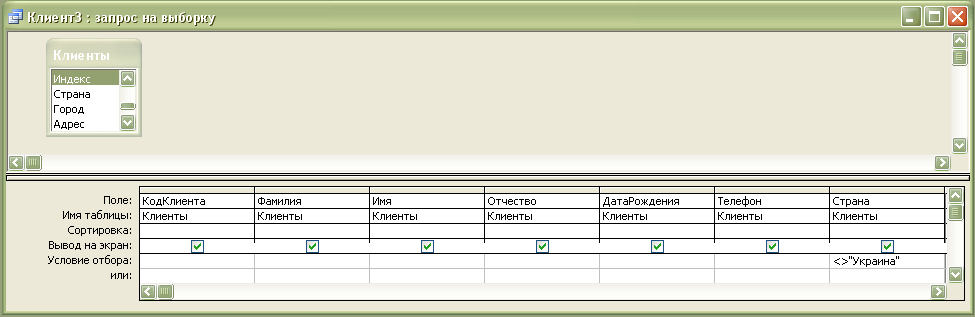 Клиент3 : запрос на выборку
Клиенты
Индекс
Страна
Город
Адрес
Поле: КодКлиента Фамилия Имя Отчество ДатаРождения Телефон Страна
Имя таблицы: Клиенты Клиенты Клиенты Клиенты Клиенты Клиенты Клиенты
Сортировка:
Вывод на экран:
Условие отбора: <>"Украина"
или: